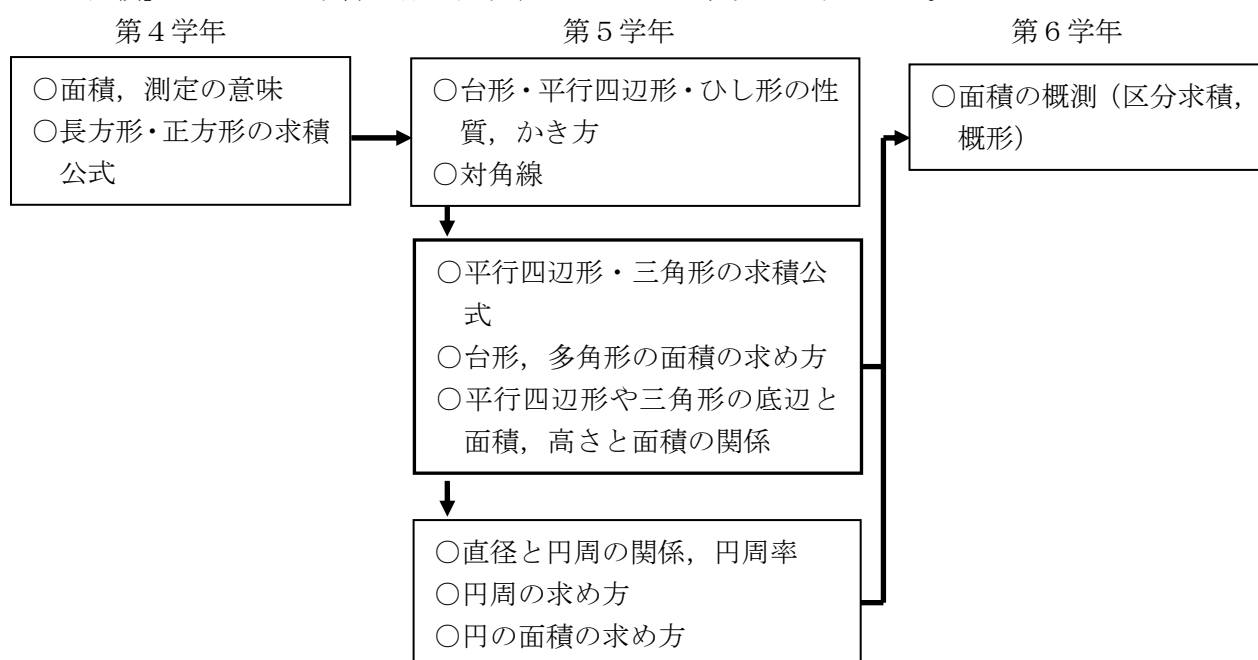 第４学年
第５学年
第６学年
○面積，測定の意味
○長方形・正方形の求積
公式
○台形・平行四辺形・ひし形の性
質，かき方
○対角線
○平行四辺形・三角形の求積公
式
○台形，多角形の面積の求め方
○平行四辺形や三角形の底辺と
面積，高さと面積の関係
○直径と円周の関係，円周率
○円周の求め方
○円の面積の求め方
○面積の概測（区分求積，
概形）